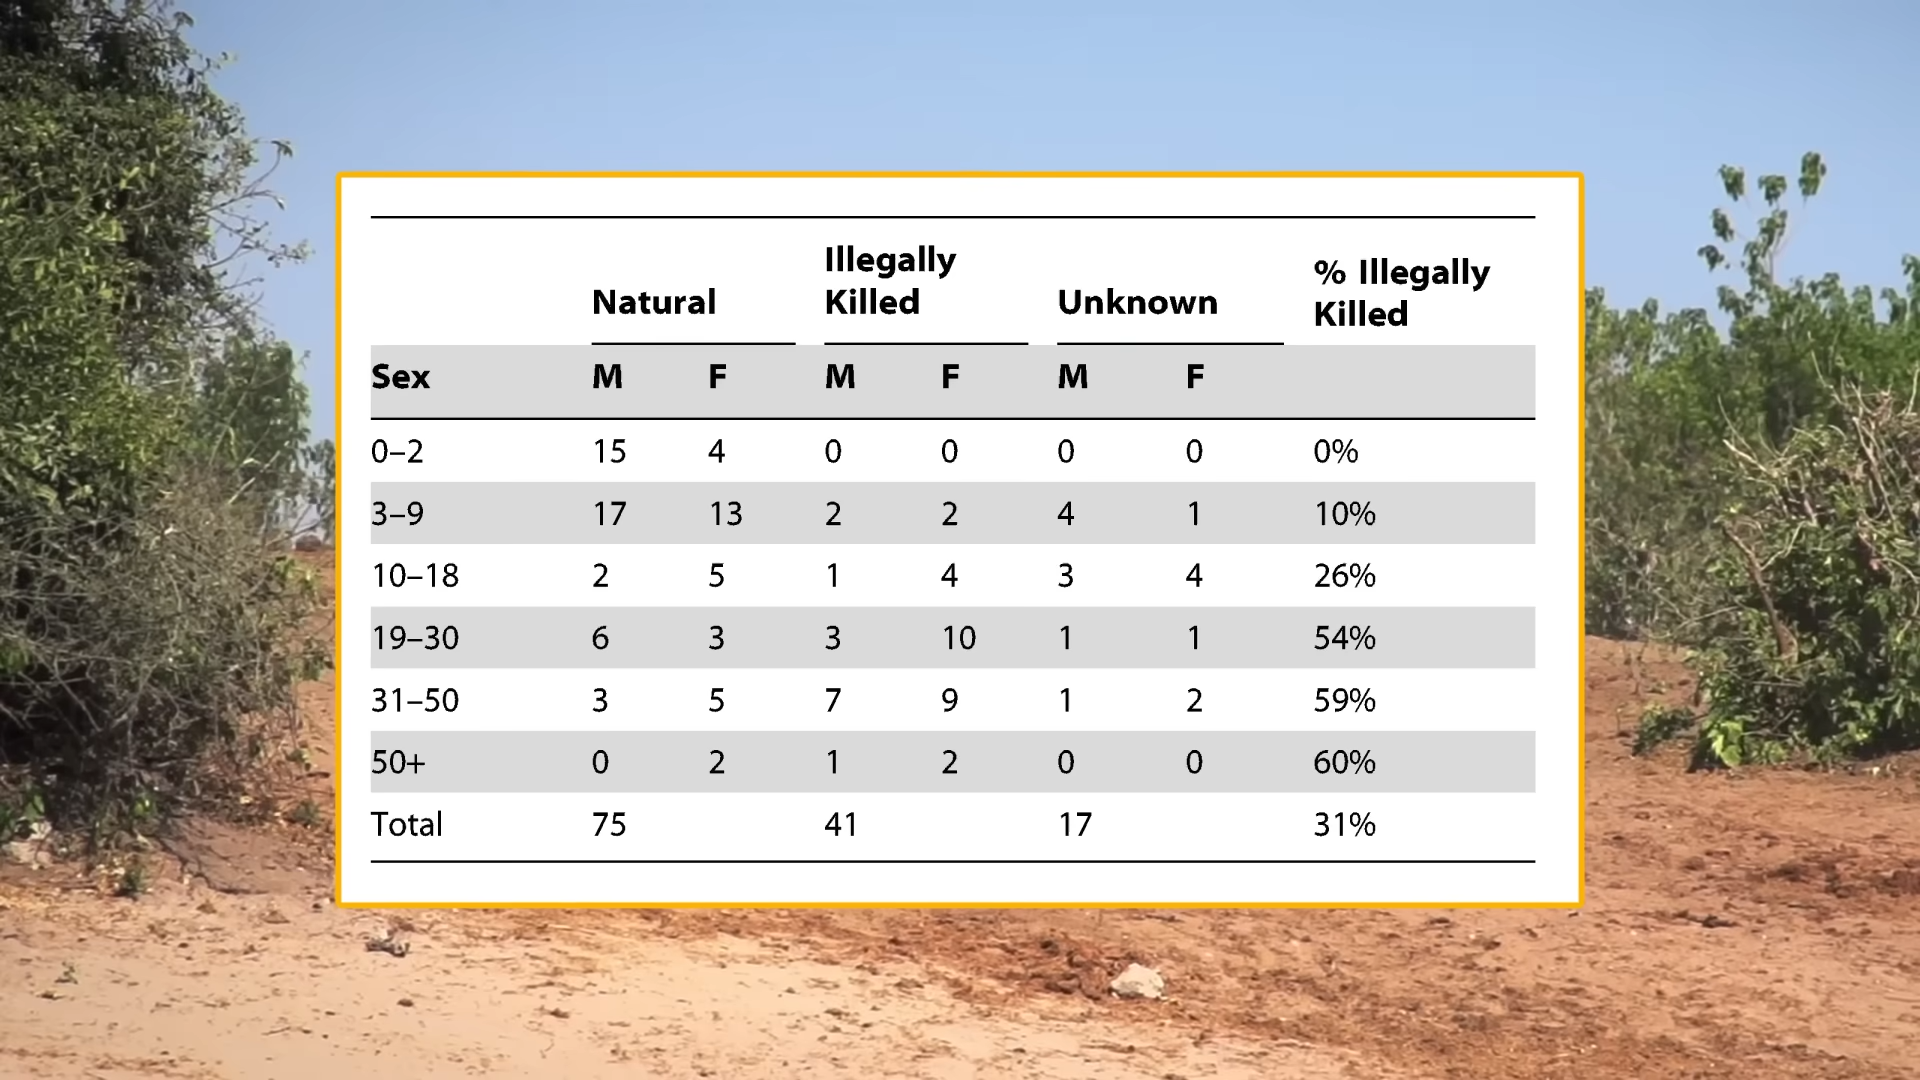 Natural Illegally Killed Unknown % Illegally Killed
Sex M F M F M F
0–2 15 4 0 0 0 0 0%
3–9 17 13 2 2 4 1 10%
10–18 2 5 1 4 3 4 26%
19–30 6 3 3 10 1 1 54%
31–50 3 5 7 9 1 2 59%
50+ 0 2 1 2 0 0 60%
Total 75 41 17 31%